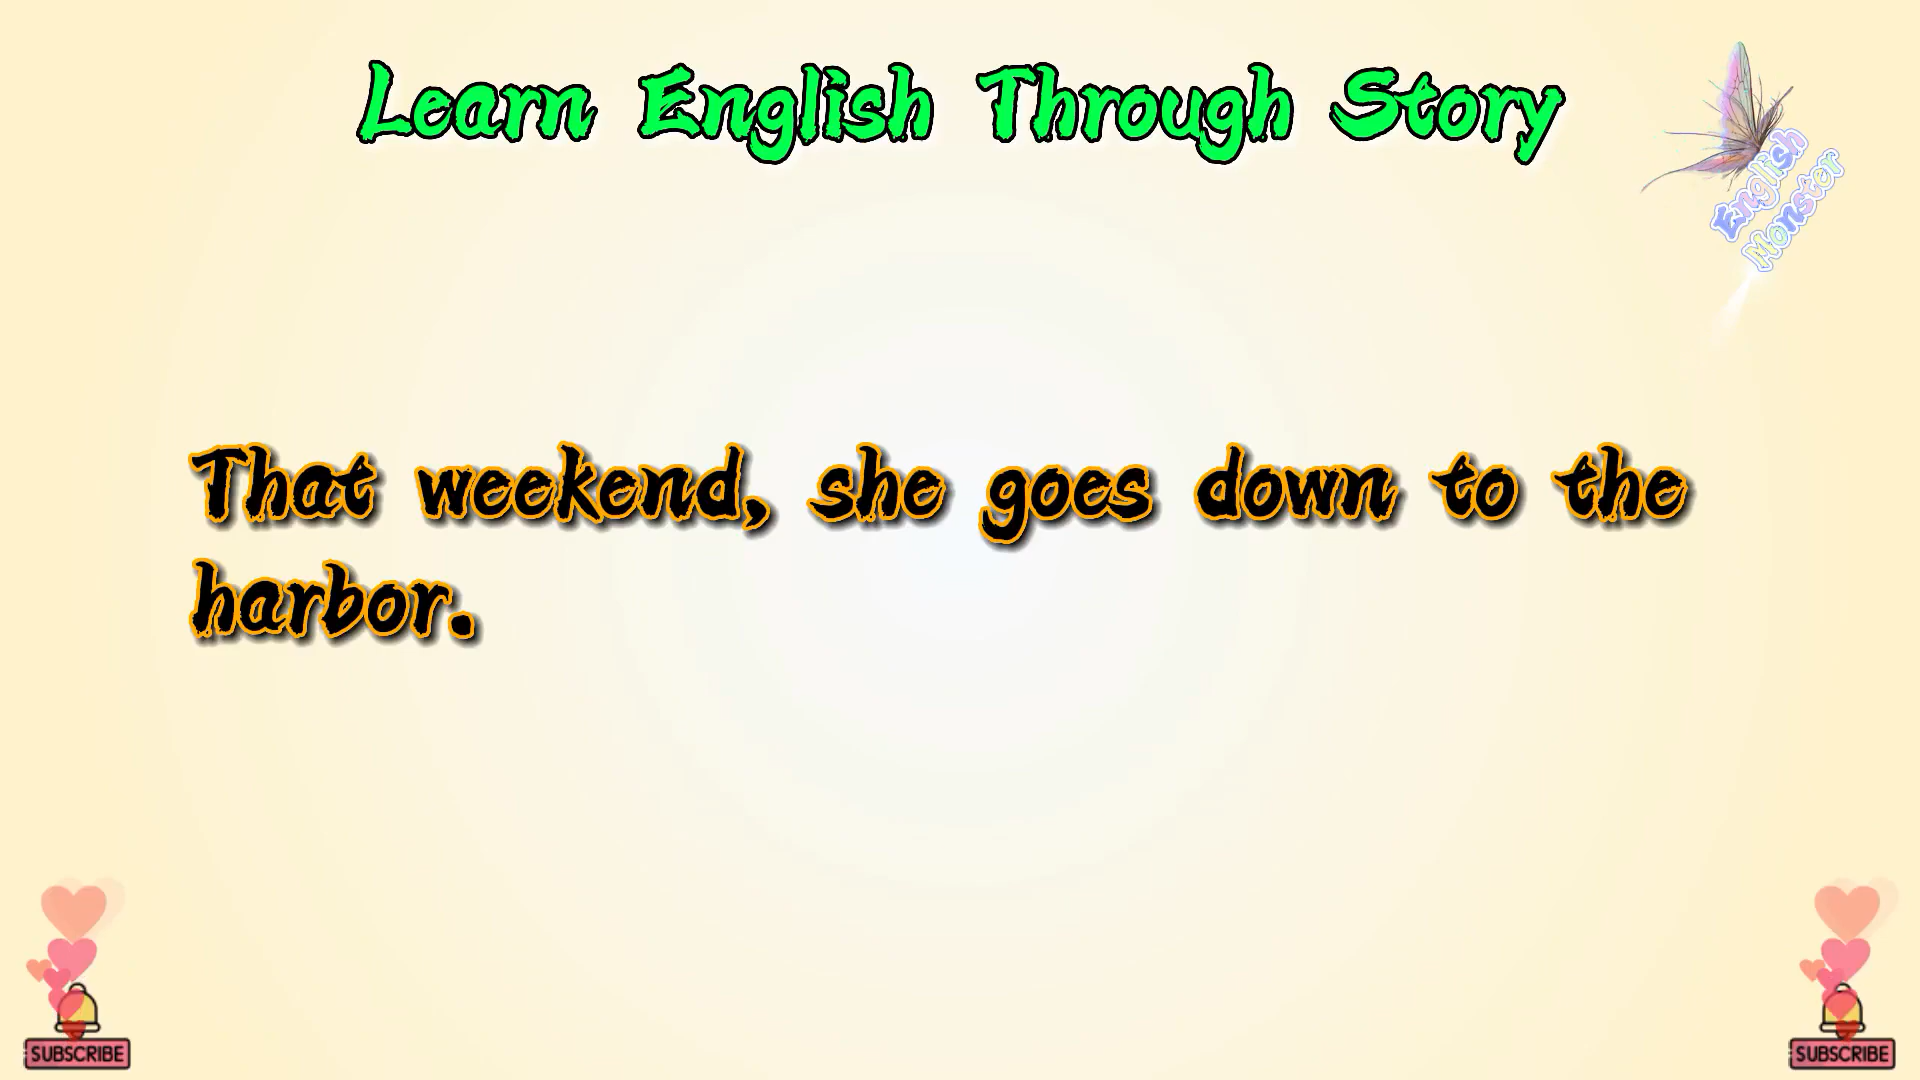 Learn English Through Story
English
Monster
That weekend, she goes down to the
harbor.
SUBSCRIBE
SUBSCRIBE